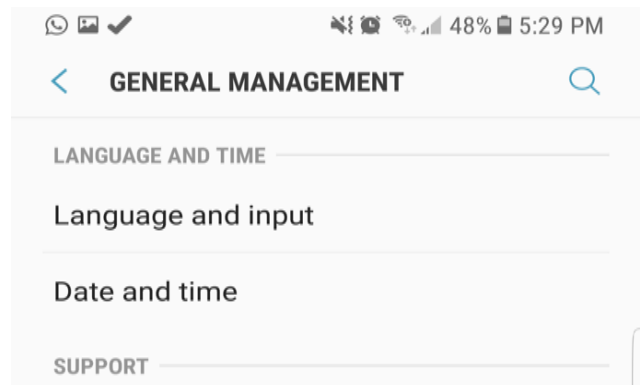 48% 5:29 PM
GENERAL MANAGEMENT
LANGUAGE AND TIME
Language and input
Date and time
SUPPORT